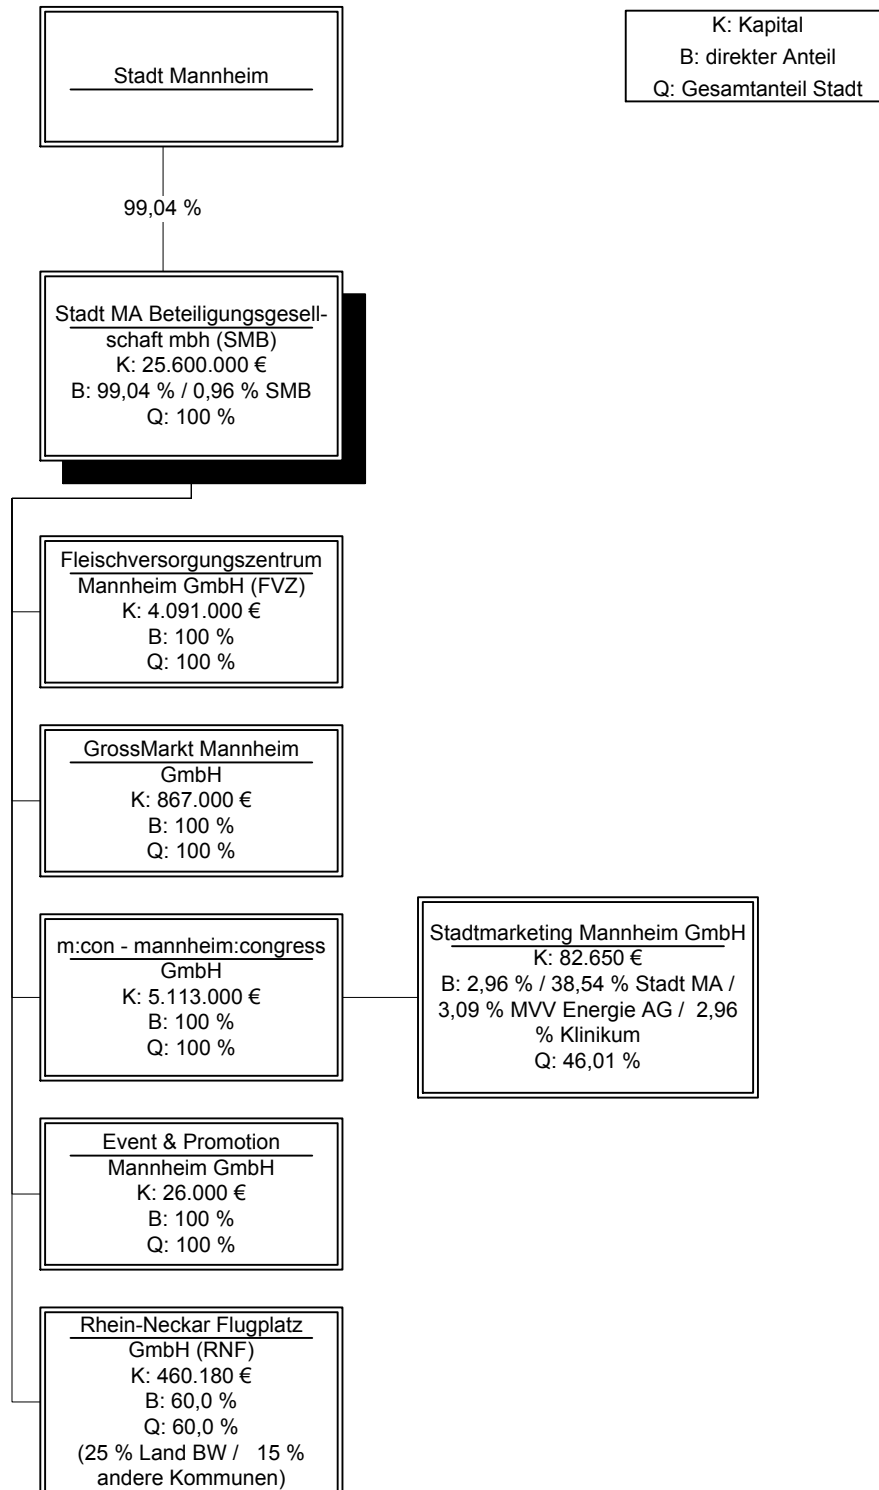 Stadt Mannheim
K: Kapital
B: direkter Anteil
Q: Gesamtanteil Stadt
99,04 %
Stadt MA Beteiligungsgesell-
schaft mbh (SMB)
K: 25.600.000 €
B: 99,04 % / 0,96 % SMB
Q: 100 %
Fleischversorgungszentrum
Mannheim GmbH (FVZ)
K: 4.091.000 €
B: 100 %
Q: 100 %
GrossMarkt Mannheim
GmbH
K: 867.000 €
B: 100 %
Q: 100 %
m:con - mannheim:congress
GmbH
K: 5.113.000 €
B: 100 %
Q: 100 %
Stadtmarketing Mannheim GmbH
K: 82.650 €
B: 2,96 % / 38,54 % Stadt MA /
3,09 % MVV Energie AG / 2,96
% Klinikum
Q: 46,01 %
Event & Promotion
Mannheim GmbH
K: 26.000 €
B: 100 %
Q: 100 %
Rhein-Neckar Flugplatz
GmbH (RNF)
K: 460.180 €
B: 60,0 %
Q: 60,0 %
(25 % Land BW / 15 %
andere Kommunen)